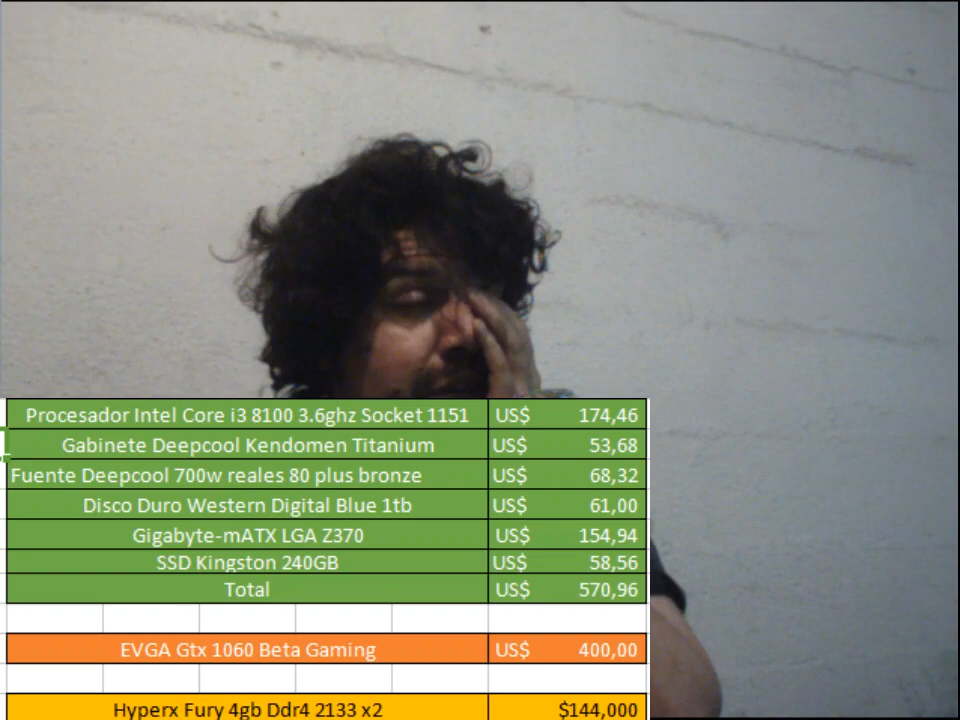 Procesador Intel Core i3 8100 3.6ghz Socket 1151 US$ 174,46
Gabinete Deepcool Kendomen Titanium US$ 53,68
Fuente Deepcool 700w reales 80 plus bronze US$ 68,32
Disco Duro Western Digital Blue 1tb US$ 61,00
Gigabyte-mATX LGA Z370 US$ 154,94
SSD Kingston 240GB US$ 58,56
Total US$ 570,96
EVGA Gtx 1060 Beta Gaming US$ 400,00
Hyperx Fury 4gb Ddr4 2133 x2 $144,000